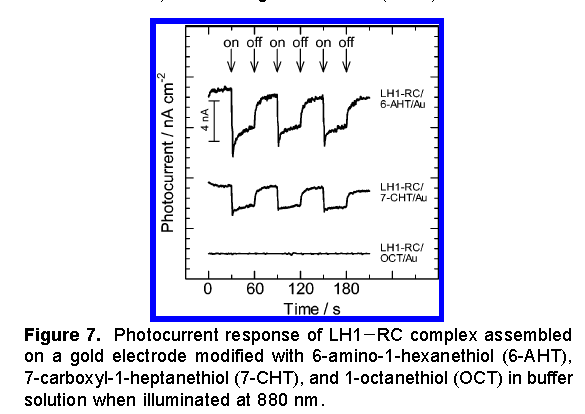 on off on off on off
LH1-RC/
6-AHT/Au
4 nA
Photocurrent / nA cm-2
LH1-RC/
7-CHT/Au
LH1-RC/
OCT/Au
0 60 120 180
Time / s
Figure 7. Photocurrent response of LH1−RC complex assembled
on a gold electrode modified with 6-amino-1-hexanethiol (6-AHT),
7-carboxyl-1-heptanethiol (7-CHT), and 1-octanethiol (OCT) in buffer
solution when illuminated at 880 nm.